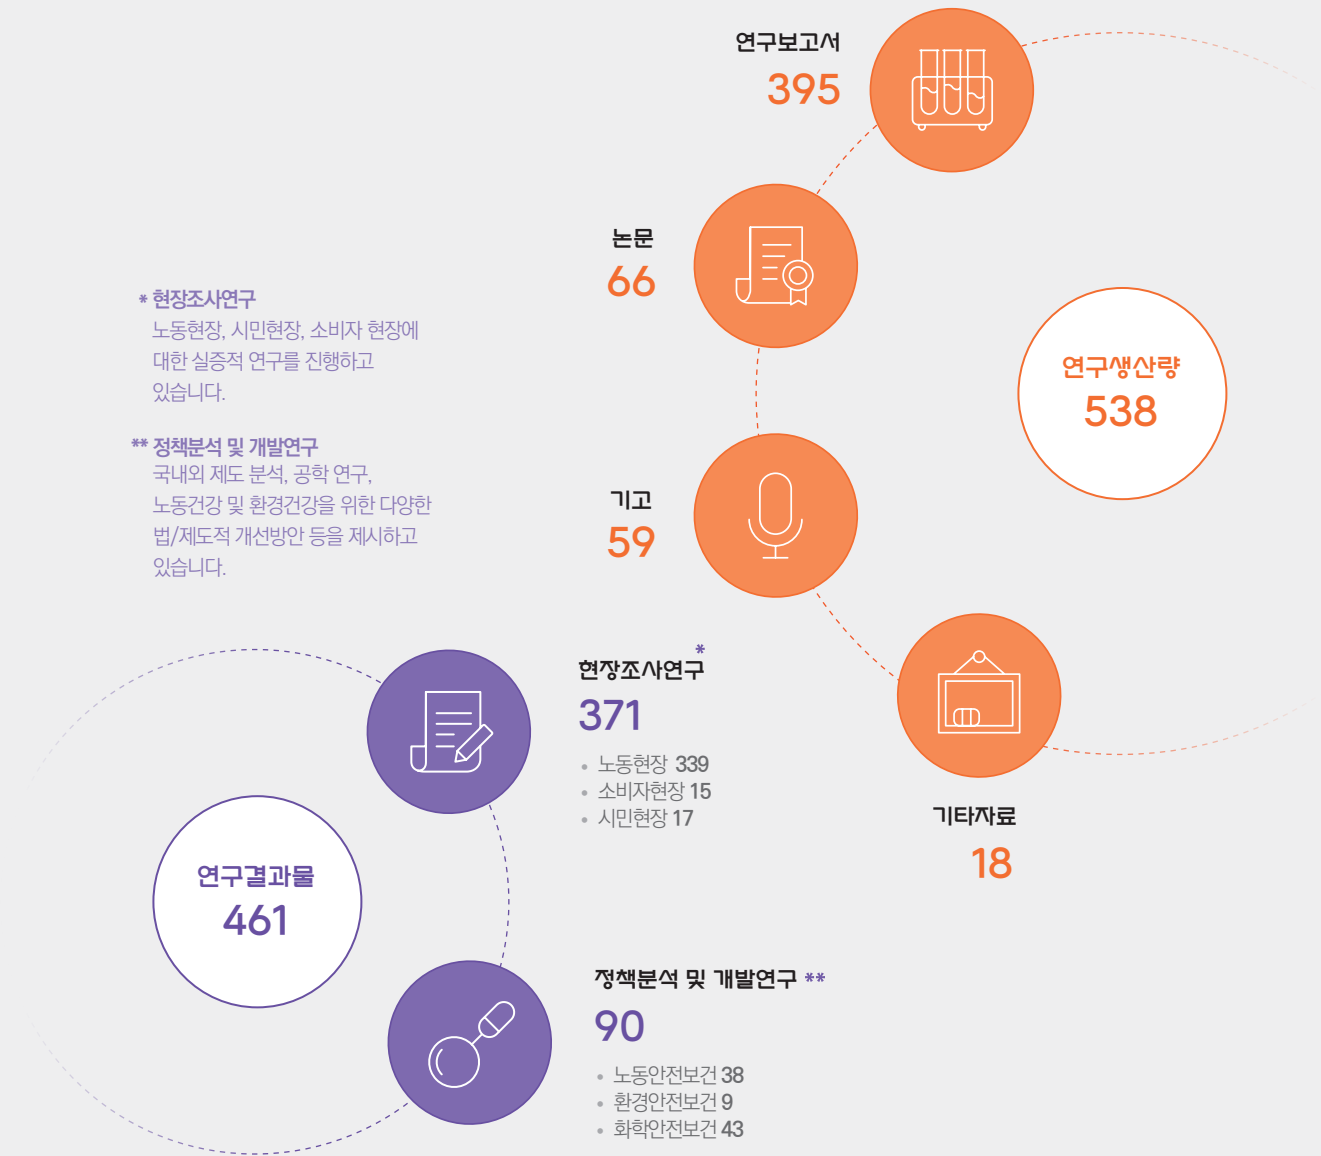 연구보고서
395
논문
66
기고
59
기타자료
18
연구생산량
538
* 현장조사연구
노동현장, 시민현장, 소비자 현장에
대한 실증적 연구를 진행하고
있습니다.
** 정책분석 및 개발연구
국내외 제도 분석, 공학 연구,
노동건강 및 환경건강을 위한 다양한
법/제도적 개선방안 등을 제시하고
있습니다.
연구결과물
461
현장조사연구 *
371
• 노동현장 339
• 소비자현장 15
• 시민현장 17
정책분석 및 개발연구 **
90
• 노동안전보건 38
• 환경안전보건 9
• 화학안전보건 43